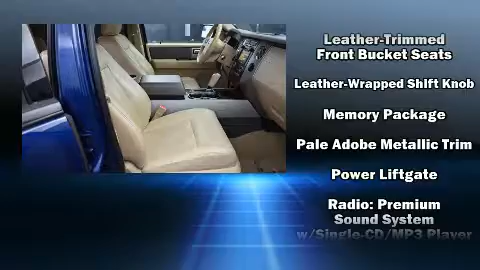 Leather-Trimmed
Front Bucket Seats
Leather-Wrapped Shift Knob
Memory Package
Pale Adobe Metallic Trim
Power Liftgate
Radio: Premium
Sound System
w/Single-CD/MP3 Player